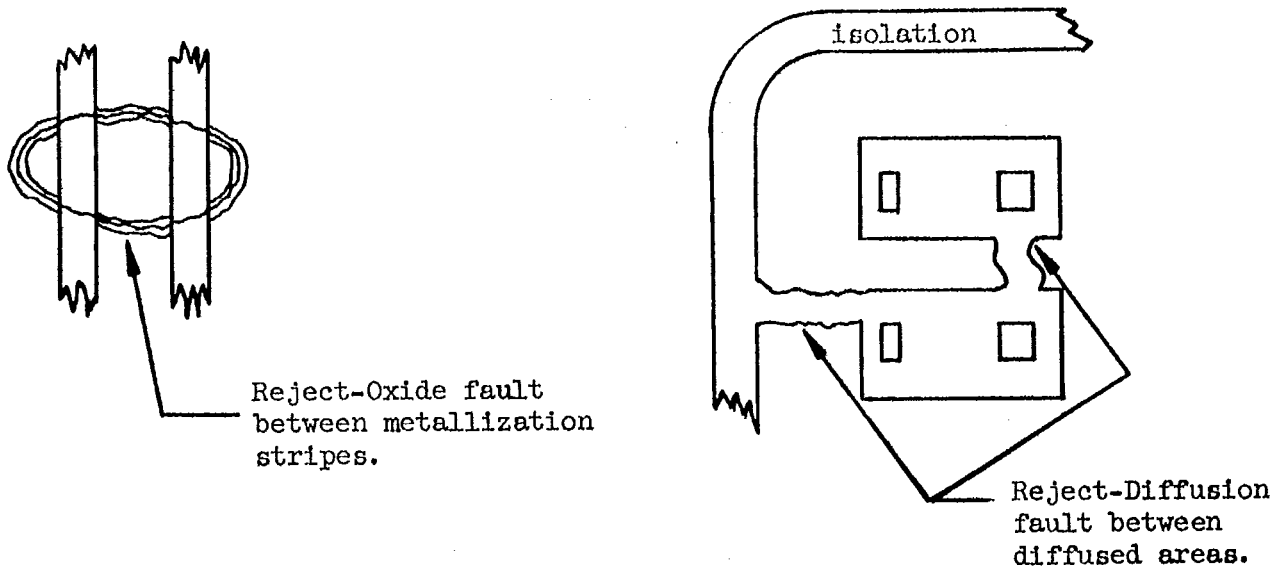 isolation
Reject-Oxide fault
between metallization
stripes.
Reject-Diffusion
fault between
diffused areas.